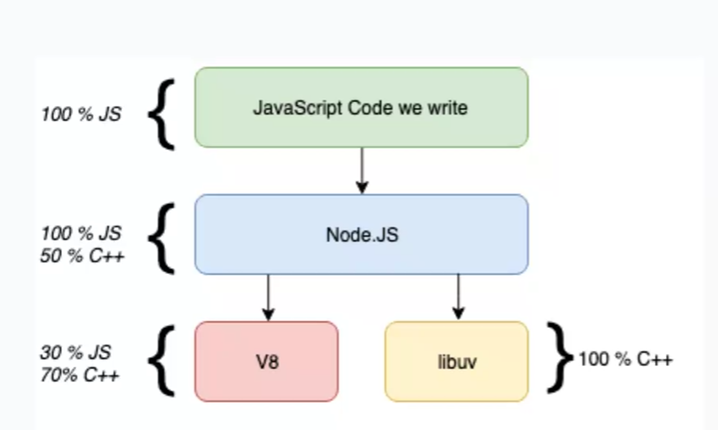 100 % JS
JavaScript Code we write
100 % JS
50 % C++
Node.JS
30 % JS
70% C++
V8
libuv
100 % C++